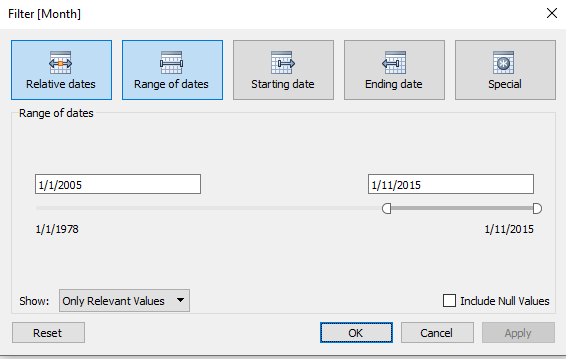 Filter [Month]
Relative dates
Range of dates
Starting date
Ending date
Special
Range of dates
1/1/2005
1/11/2015
1/1/1978
1/11/2015
Show: Only Relevant Values
Include Null Values
Reset
OK
Cancel
Apply